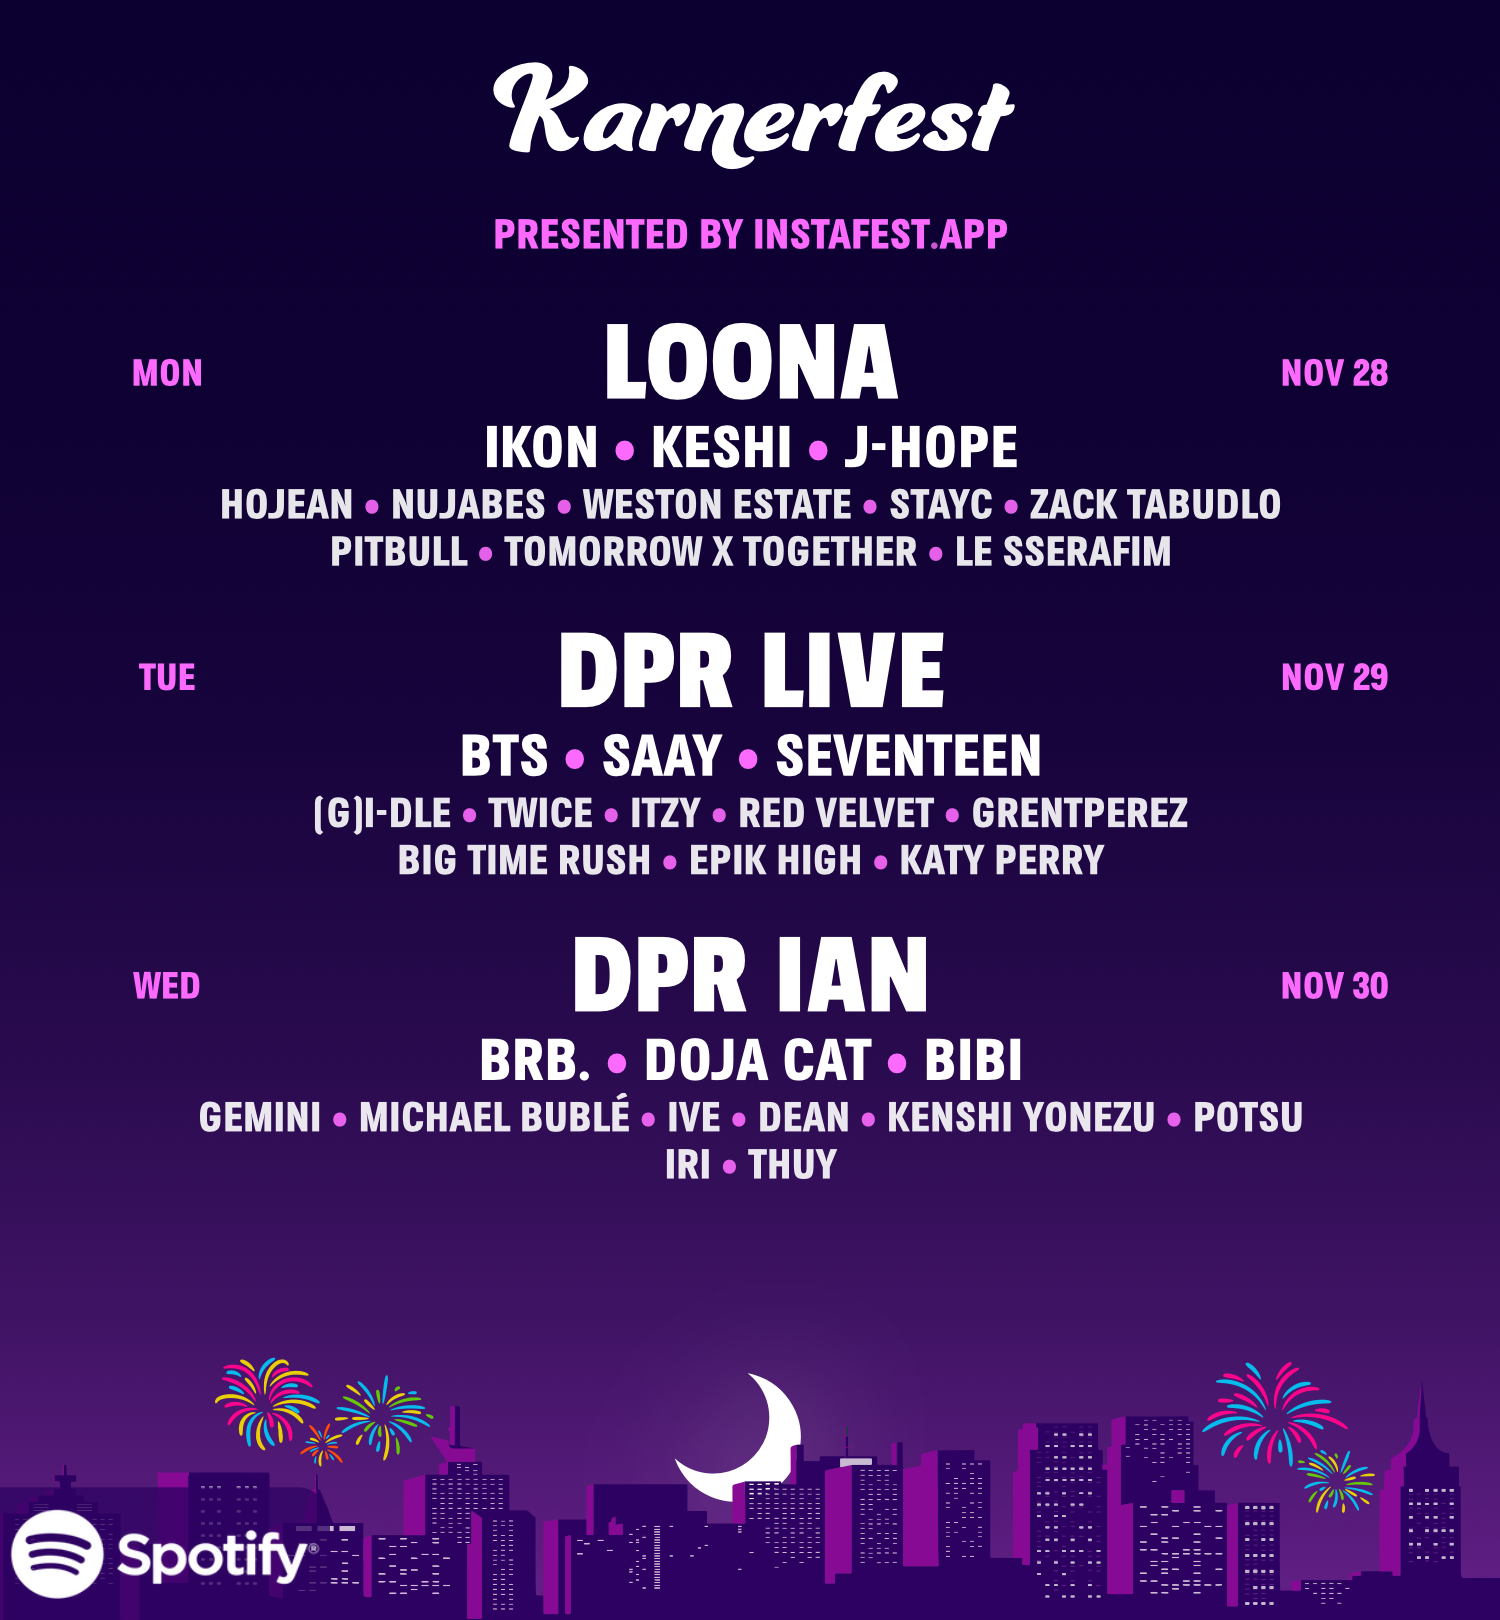 Karnerfest
PRESENTED BY INSTAFEST.APP
MON
LOONA
NOV 28
IKON • KESHI • J-HOPE
HOJEAN • NUJABES • WESTON ESTATE • STAYC • ZACK TABUDLO
PITBULL • TOMORROW X TOGETHER • LE SSERAFIM
TUE
DPR LIVE
NOV 29
BTS • SAAY • SEVENTEEN
(G)I-DLE • TWICE • ITZY • RED VELVET • GRENTPEREZ
BIG TIME RUSH • EPIK HIGH • KATY PERRY
WED
DPR IAN
NOV 30
BRB. • DOJA CAT • BIBI
GEMINI • MICHAEL BUBLÉ • IVE • DEAN • KENSHI YONEZU • POTSU
IRI • THUY
Spotify®